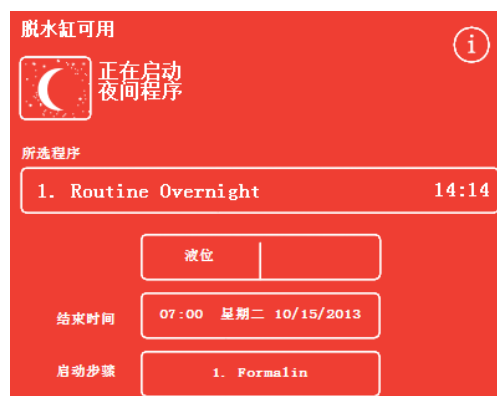 脱水缸可用
i
正在启动
夜间程序
所选程序
1. Routine Overnight 14:14
液位
结束时间 07:00 星期二 10/15/2013
启动步骤 1. Formalin